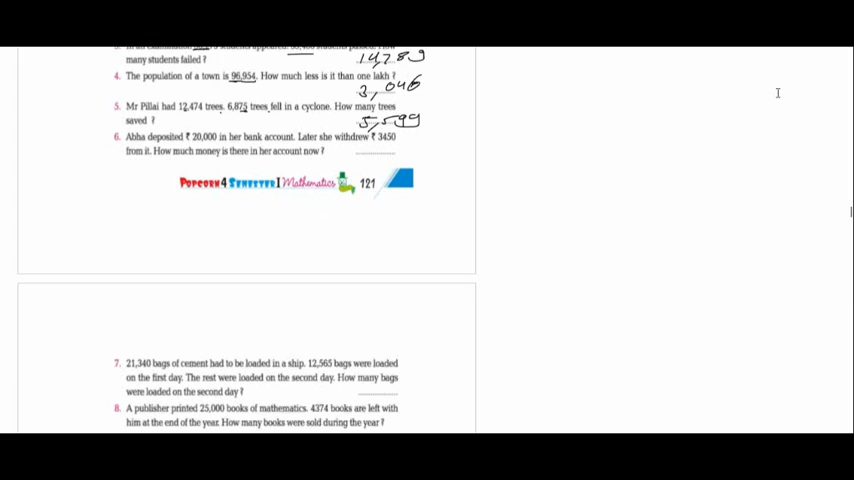 many students failed ?
14,789
4. The population of a town is 96,954. How much less is it than one lakh ?
3,046
5. Mr Pillai had 12,474 trees. 6,875 trees fell in a cyclone. How many trees
saved ?
5,599
6. Abha deposited ₹ 20,000 in her bank account. Later she withdrew ₹ 3450
from it. How much money is there in her account now ?
POPCORN 4 SEMESTER I Mathematics 121
7. 21,340 bags of cement had to be loaded in a ship. 12,565 bags were loaded
on the first day. The rest were loaded on the second day. How many bags
were loaded on the second day ?
8. A publisher printed 25,000 books of mathematics. 4374 books are left with
him at the end of the year. How many books were sold during the year ?